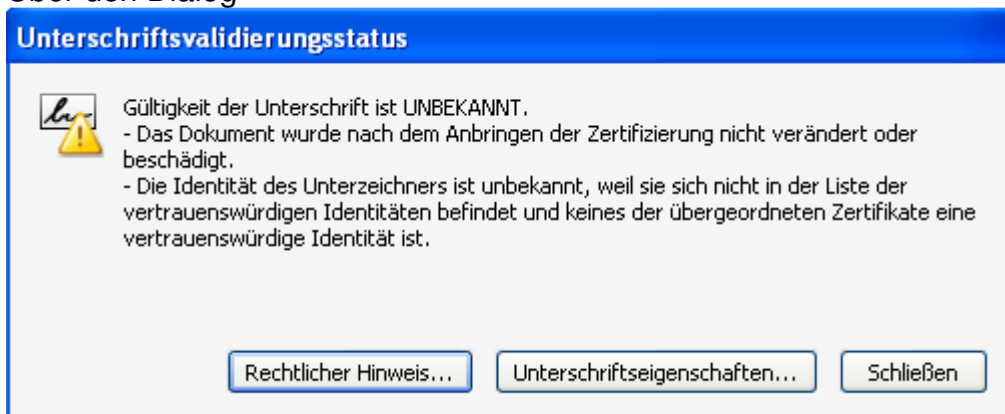 Über den Dialog
Unterschriftsvalidierungsstatus
Gültigkeit der Unterschrift ist UNBEKANNT.
- Das Dokument wurde nach dem Anbringen der Zertifizierung nicht verändert oder
beschädigt.
- Die Identität des Unterzeichners ist unbekannt, weil sie sich nicht in der Liste der
vertrauenswürdigen Identitäten befindet und keines der übergeordneten Zertifikate eine
vertrauenswürdige Identität ist.
Rechtlicher Hinweis... Unterschriftseigenschaften... Schließen